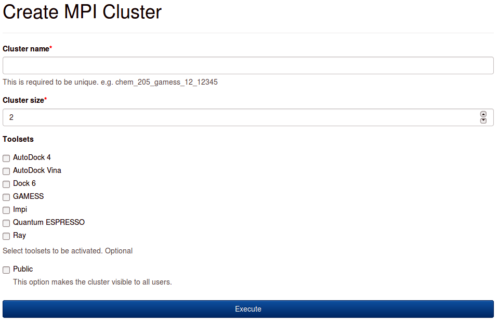 Create MPI Cluster
Cluster name*
This is required to be unique. e.g. chem_205_gamess_12_12345
Cluster size*
2
Toolsets
AutoDock 4
AutoDock Vina
Dock 6
GAMESS
Impi
Quantum ESPRESSO
Ray
Select toolsets to be activated. Optional
Public
This option makes the cluster visible to all users.
Execute